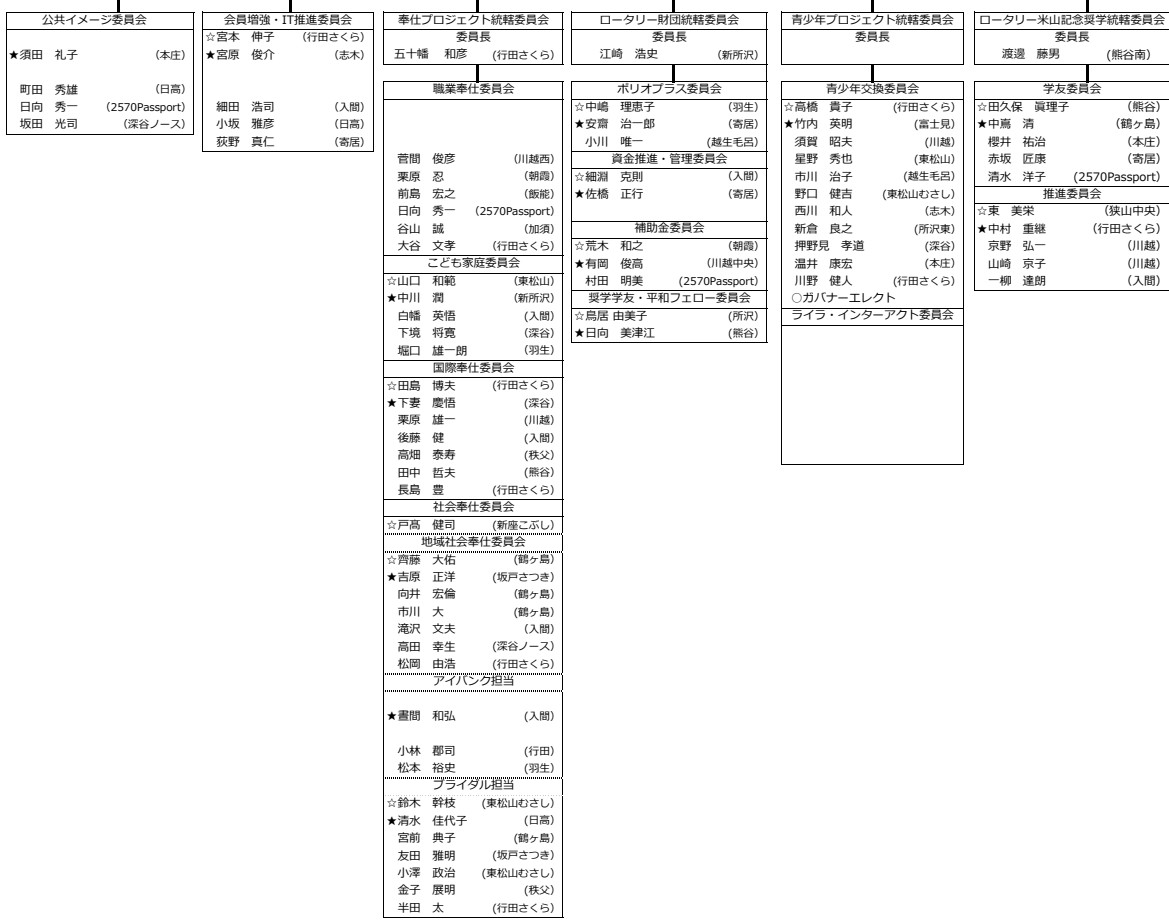 公共イメージ委員会
★須田 礼子 (本庄)
町田 秀雄 (日高)
日向 秀一 (2570Passport)
坂田 光司 (深谷ノース)
会員増強・IT推進委員会
☆宮本 伸子 (行田さくら)
★宮原 俊介 (志木)
細田 浩司 (入間)
小坂 雅彦 (日高)
荻野 真仁 (寄居)
奉仕プロジェクト統轄委員会
委員長
五十幡 和彦 (行田さくら)
職業奉仕委員会
菅間 俊彦 (川越西)
栗原 忍 (朝霞)
前島 宏之 (飯能)
日向 秀一 (2570Passport)
谷山 誠 (加須)
大谷 文孝 (行田さくら)
こども家庭委員会
☆山口 和範 (東松山)
★中川 潤 (新所沢)
白幡 英悟 (入間)
下境 将寛 (深谷)
堀口 雄一朗 (羽生)
国際奉仕委員会
☆田島 博夫 (行田さくら)
★下妻 慶悟 (深谷)
栗原 雄一 (川越)
後藤 健 (入間)
高畑 泰寿 (秩父)
田中 哲夫 (熊谷)
長島 豊 (行田さくら)
社会奉仕委員会
☆戸髙 健司 (新座こぶし)
地域社会奉仕委員会
☆齊藤 大佑 (鶴ヶ島)
★吉原 正洋 (坂戸さつき)
向井 宏倫 (鶴ヶ島)
市川 大 (鶴ヶ島)
滝沢 文夫 (入間)
高田 幸生 (深谷ノース)
松岡 由浩 (行田さくら)
アイバンク担当
★晝間 和弘 (入間)
小林 郡司 (行田)
松本 裕史 (羽生)
ブライダル担当
☆鈴木 幹枝 (東松山むさし)
★清水 佳代子 (日高)
宮前 典子 (鶴ヶ島)
友田 雅明 (坂戸さつき)
小澤 政治 (東松山むさし)
金子 展明 (秩父)
半田 太 (行田さくら)
ロータリー財団統轄委員会
委員長
江崎 浩史 (新所沢)
ポリオプラス委員会
☆中嶋 理恵子 (羽生)
★安齋 治一郎 (寄居)
小川 唯一 (越生毛呂)
資金推進・管理委員会
☆細淵 克則 (入間)
★佐橋 正行 (寄居)
補助金委員会
☆荒木 和之 (朝霞)
★有岡 俊高 (川越中央)
村田 明美 (2570Passport)
奨学学友・平和フェロー委員会
☆鳥居 由美子 (所沢)
★日向 美津江 (熊谷)
青少年プロジェクト統轄委員会
委員長
青少年交換委員会
☆高橋 貴子 (行田さくら)
★竹内 英明 (富士見)
須賀 昭夫 (川越)
星野 秀也 (東松山)
市川 治子 (越生毛呂)
野口 健吉 (東松山むさし)
西川 和人 (志木)
新倉 良之 (所沢東)
押野見 孝道 (深谷)
温井 康宏 (本庄)
川野 健人 (行田さくら)
○ガバナーエレクト
ライラ・インターアクト委員会
ロータリー米山記念奨学統轄委員会
委員長
渡邊 藤男 (熊谷南)
学友委員会
☆田久保 眞理子 (熊谷)
★中嶌 清 (鶴ヶ島)
櫻井 祐治 (本庄)
赤坂 匠康 (寄居)
清水 洋子 (2570Passport)
推進委員会
☆東 美栄 (狭山中央)
★中村 重継 (行田さくら)
京野 弘一 (川越)
山崎 京子 (川越)
一柳 達朗 (入間)